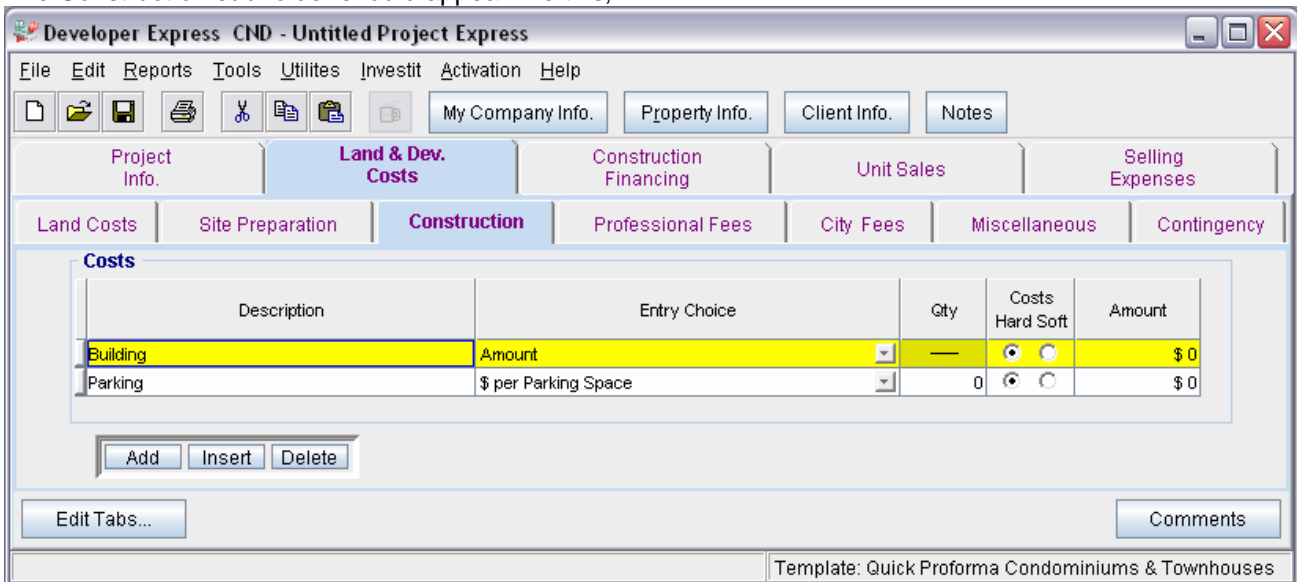 Developer Express CND - Untitled Project Express
File Edit Reports Tools Utilites Investit Activation Help
My Company Info. Property Info. Client Info. Notes
Project Info. Land & Dev. Costs Construction Financing Unit Sales Selling Expenses
Land Costs Site Preparation Construction Professional Fees City Fees Miscellaneous Contingency
Costs
Description Entry Choice Qty Costs Hard Soft Amount
Building Amount — $ 0
Parking $ per Parking Space 0 $ 0
Add Insert Delete
Edit Tabs... Comments
Template: Quick Proforma Condominiums & Townhouses